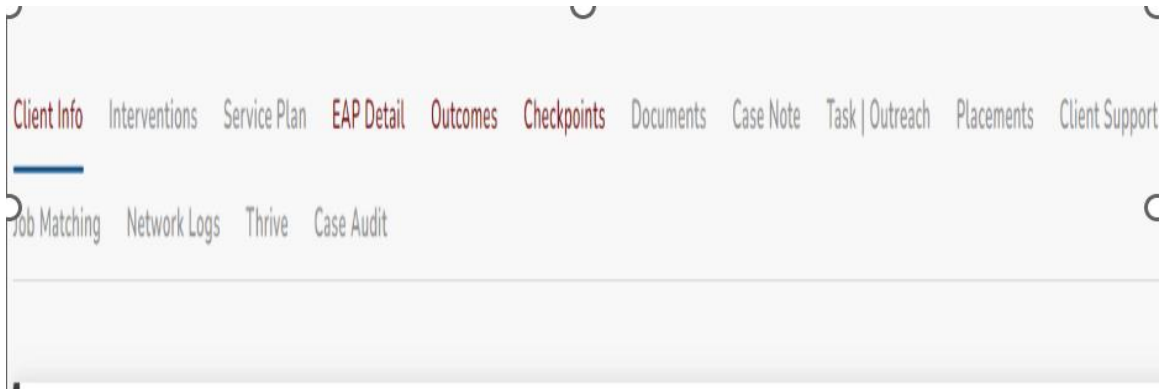 Client Info Interventions Service Plan EAP Detail Outcomes Checkpoints Documents Case Note Task | Outreach Placements Client Support
Job Matching Network Logs Thrive Case Audit